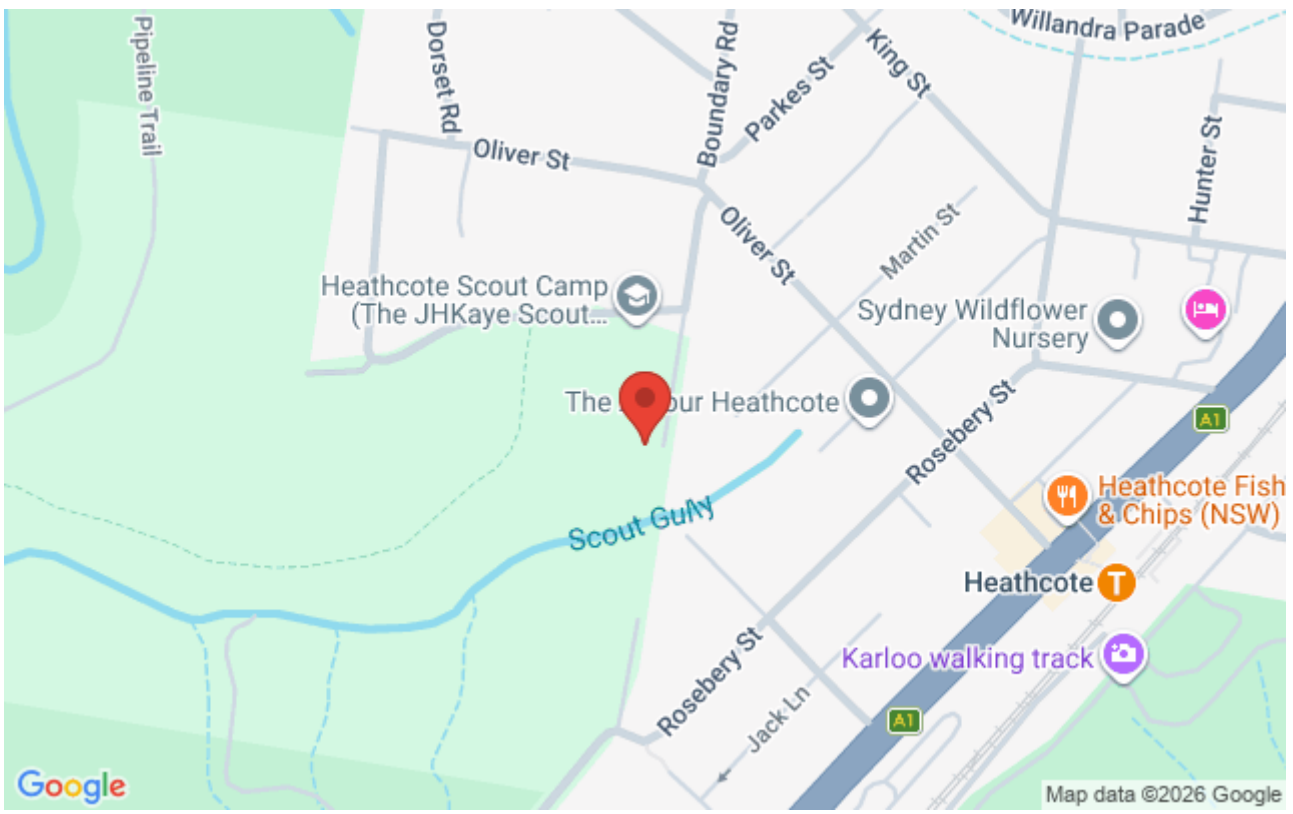 Willandra Parade
Pipeline Trail
Dorset Rd
Boundary Rd
Parkes St
King St
Hunter St
Oliver St
Oliver St
Martin St
Heathcote Scout Camp
(The JHKaye Scout...
Sydney Wildflower
Nursery
The
our Heathcote
A1
Rosebery St
Heathcote Fish
& Chips (NSW)
Scout Gully
Heathcote
T
Karloo walking track
Rosebery St
Jack Ln
A1
Google
Map data ©2026 Google